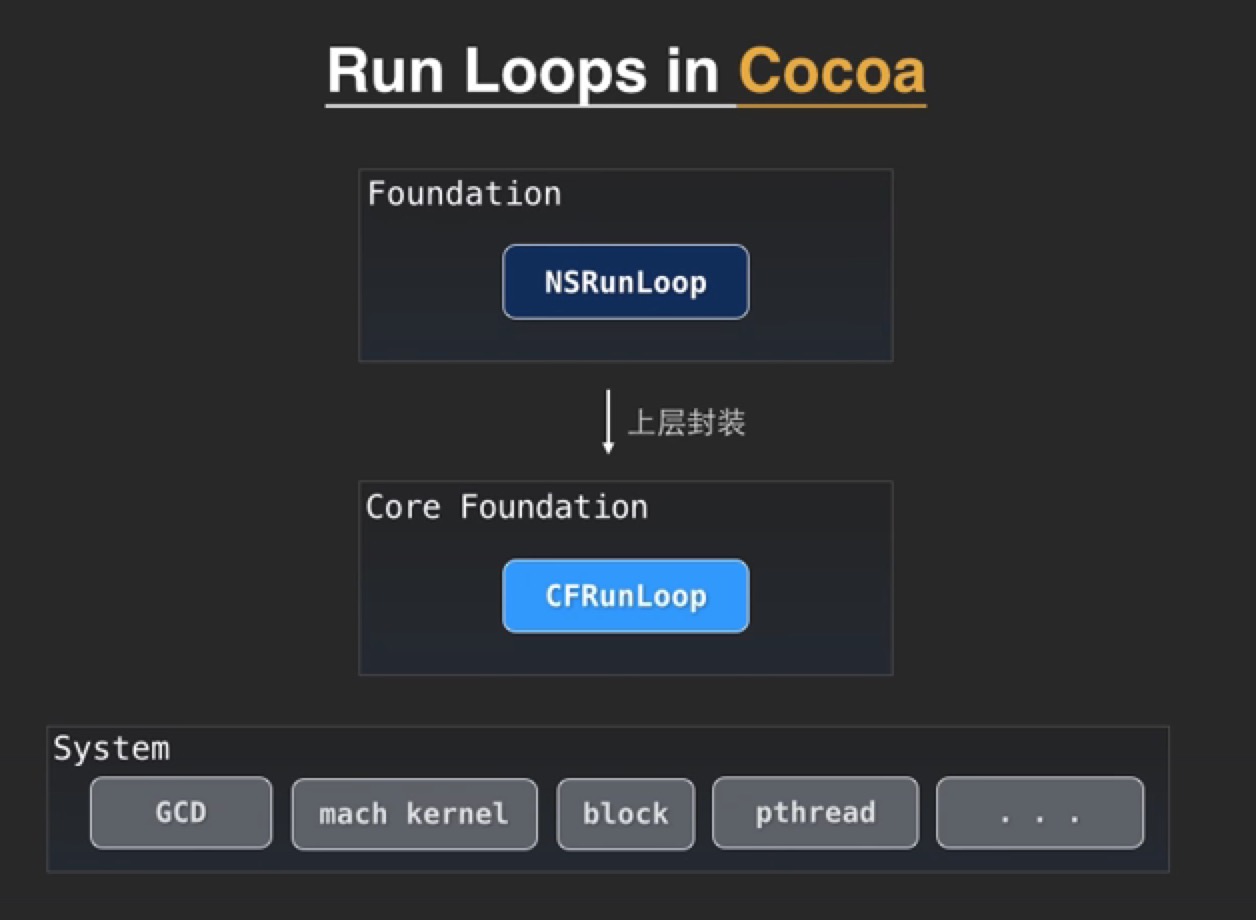 Run Loops in Cocoa
Foundation
NSRunLoop
上层封装
Core Foundation
CFRunLoop
System
GCD
mach kernel
block
pthread
. . .